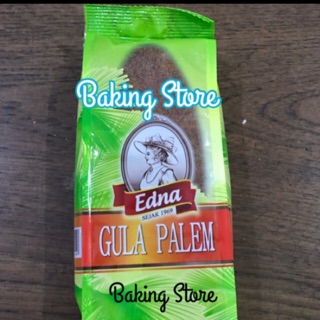 Baking Store
Edna
SEJAK 1969
GULA PALEM
Baking Store